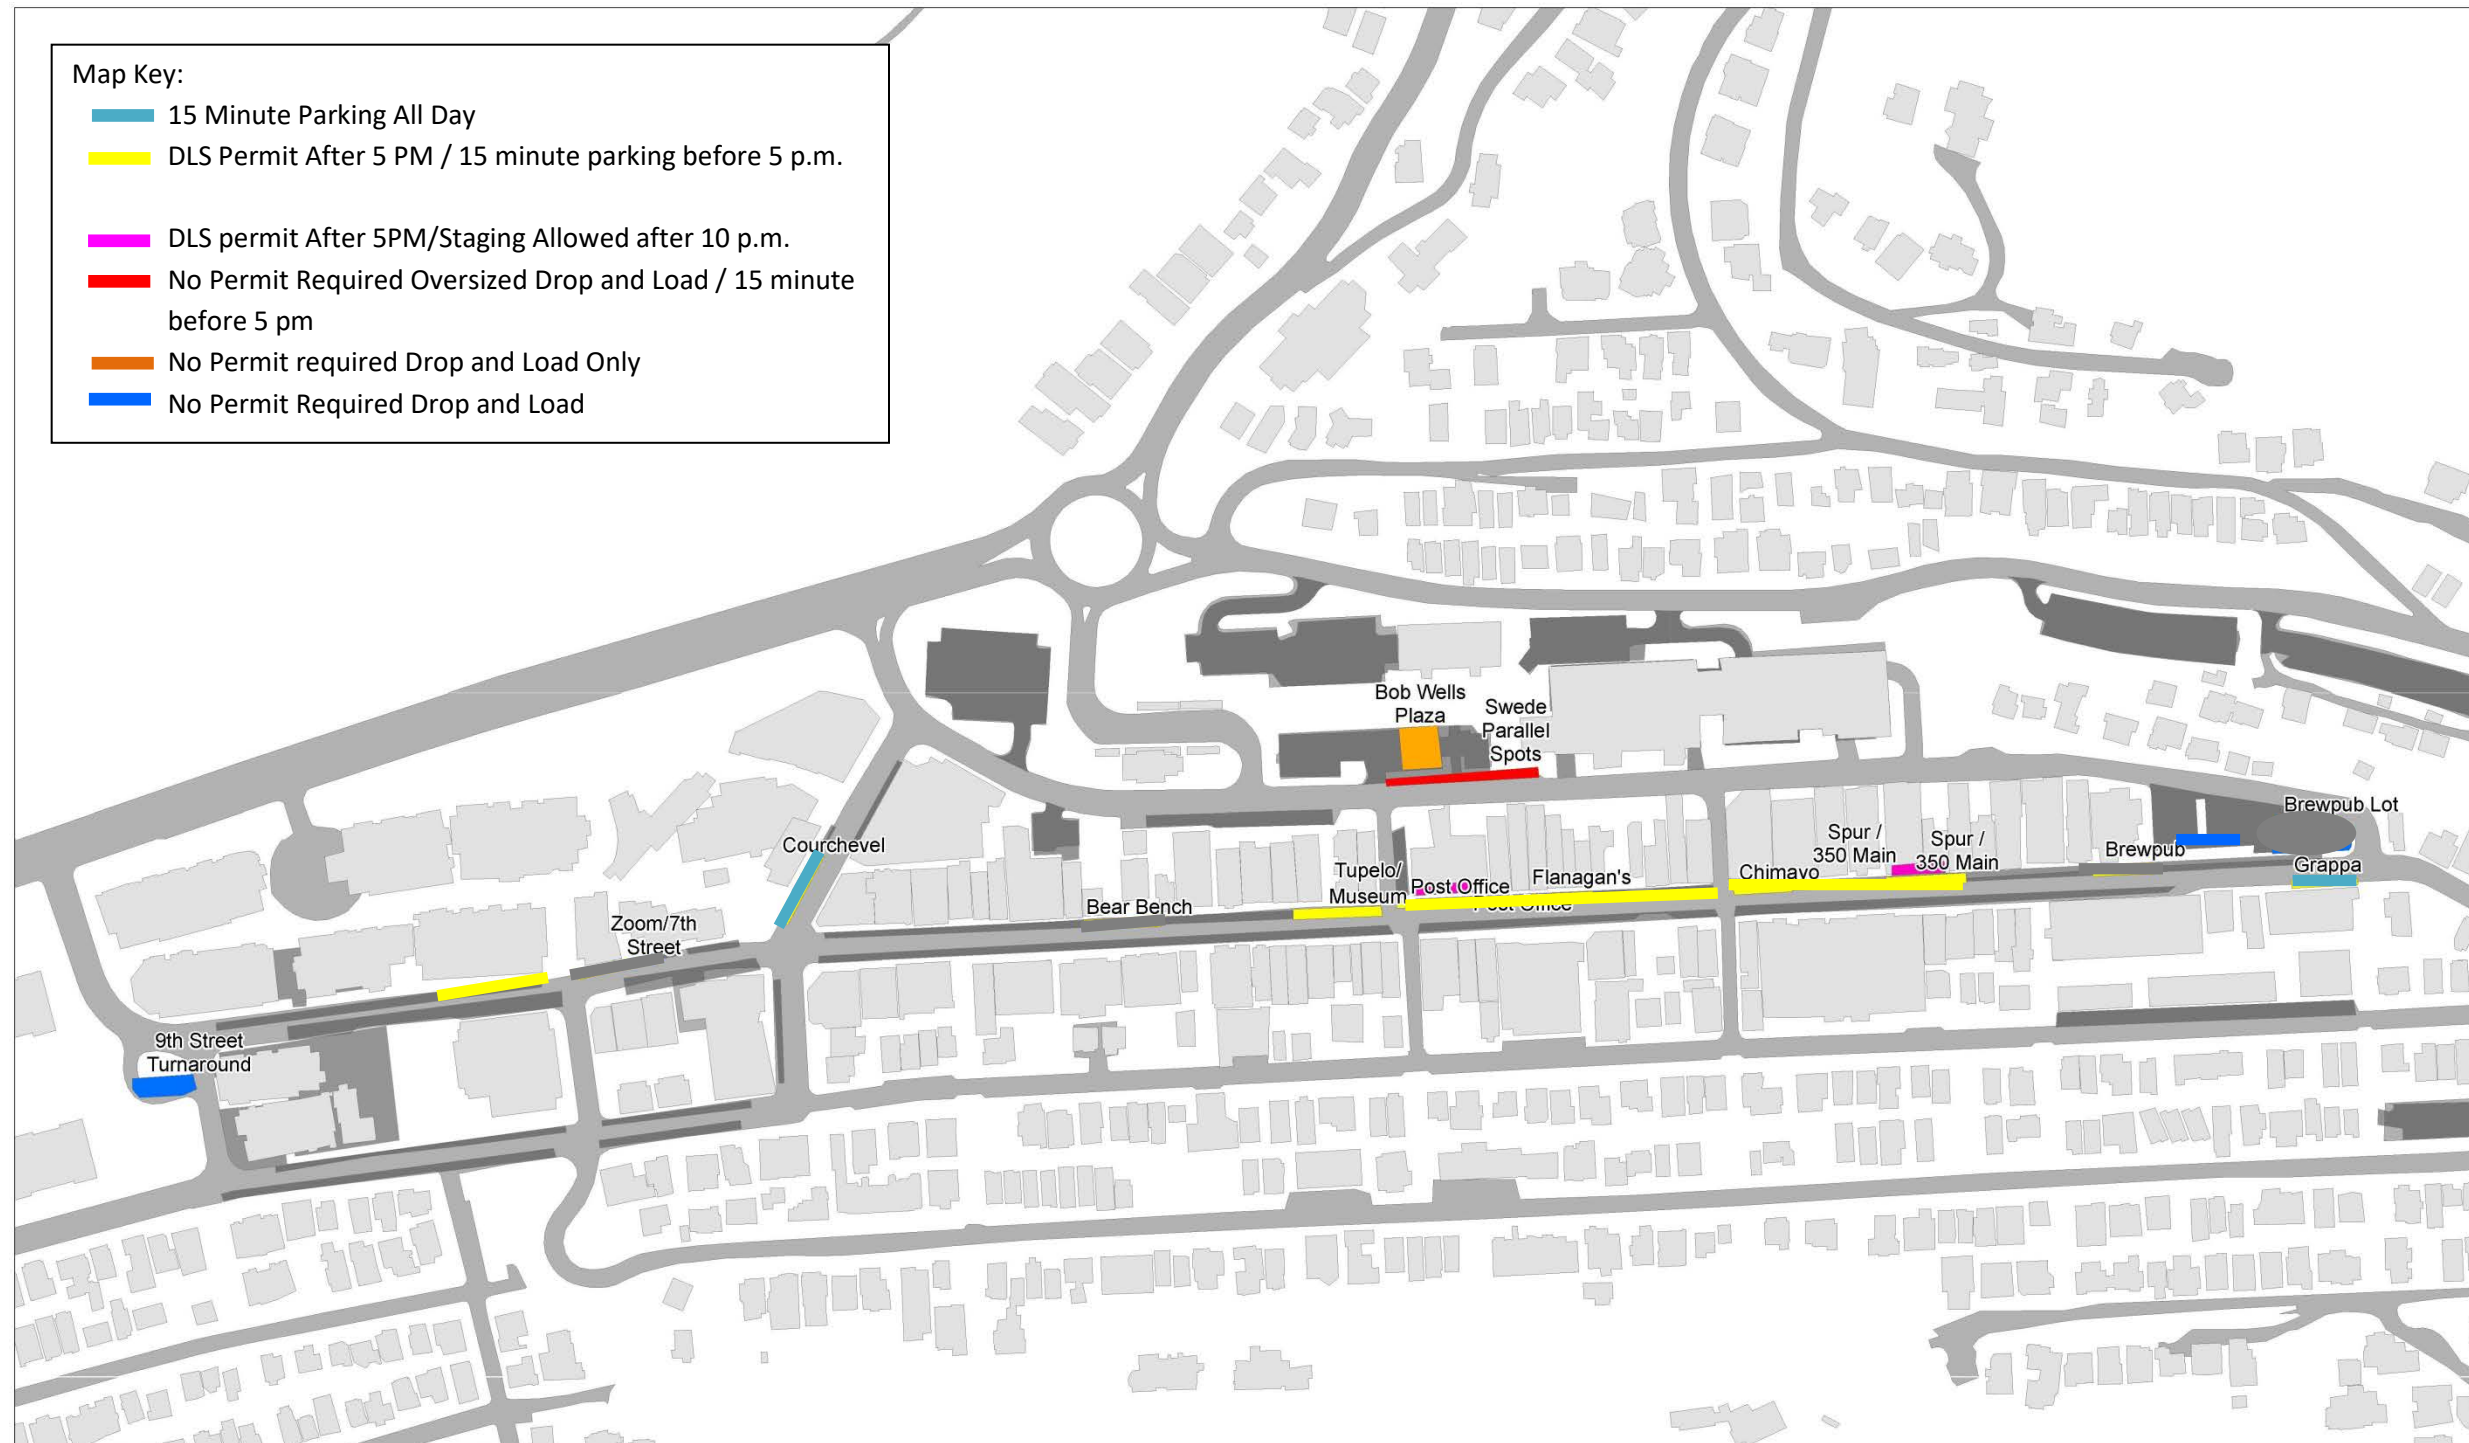 Map Key:
15 Minute Parking All Day
DLS Permit After 5 PM / 15 minute parking before 5 p.m.
DLS permit After 5PM/Staging Allowed after 10 p.m.
No Permit Required Oversized Drop and Load / 15 minute
before 5 pm
No Permit required Drop and Load Only
No Permit Required Drop and Load
Bob Wells
Plaza
Swede
Parallel
Spots
Brewpub Lot
Courchevel
Spur /
350 Main
Spur /
350 Main
Brewpub
Grappa
Tupelo/
Museum
Post Office
Flanagan's
Chimayo
Post Office
Bear Bench
Zoom/7th
Street
9th Street
Turnaround